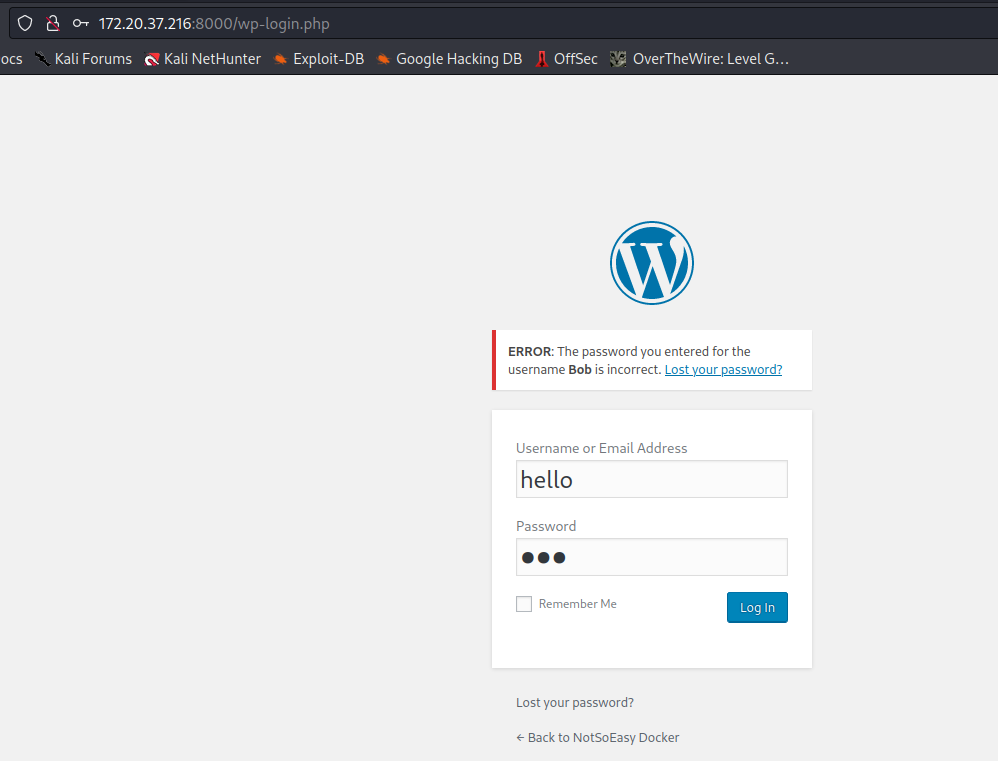 172.20.37.216:8000/wp-login.php
ocs Kali Forums Kali NetHunter Exploit-DB Google Hacking DB OffSec OverTheWire: Level G…
ERROR: The password you entered for the
username Bob is incorrect. Lost your password?
Username or Email Address
hello
Password
●●●
Remember Me Log In
Lost your password?
← Back to NotSoEasy Docker